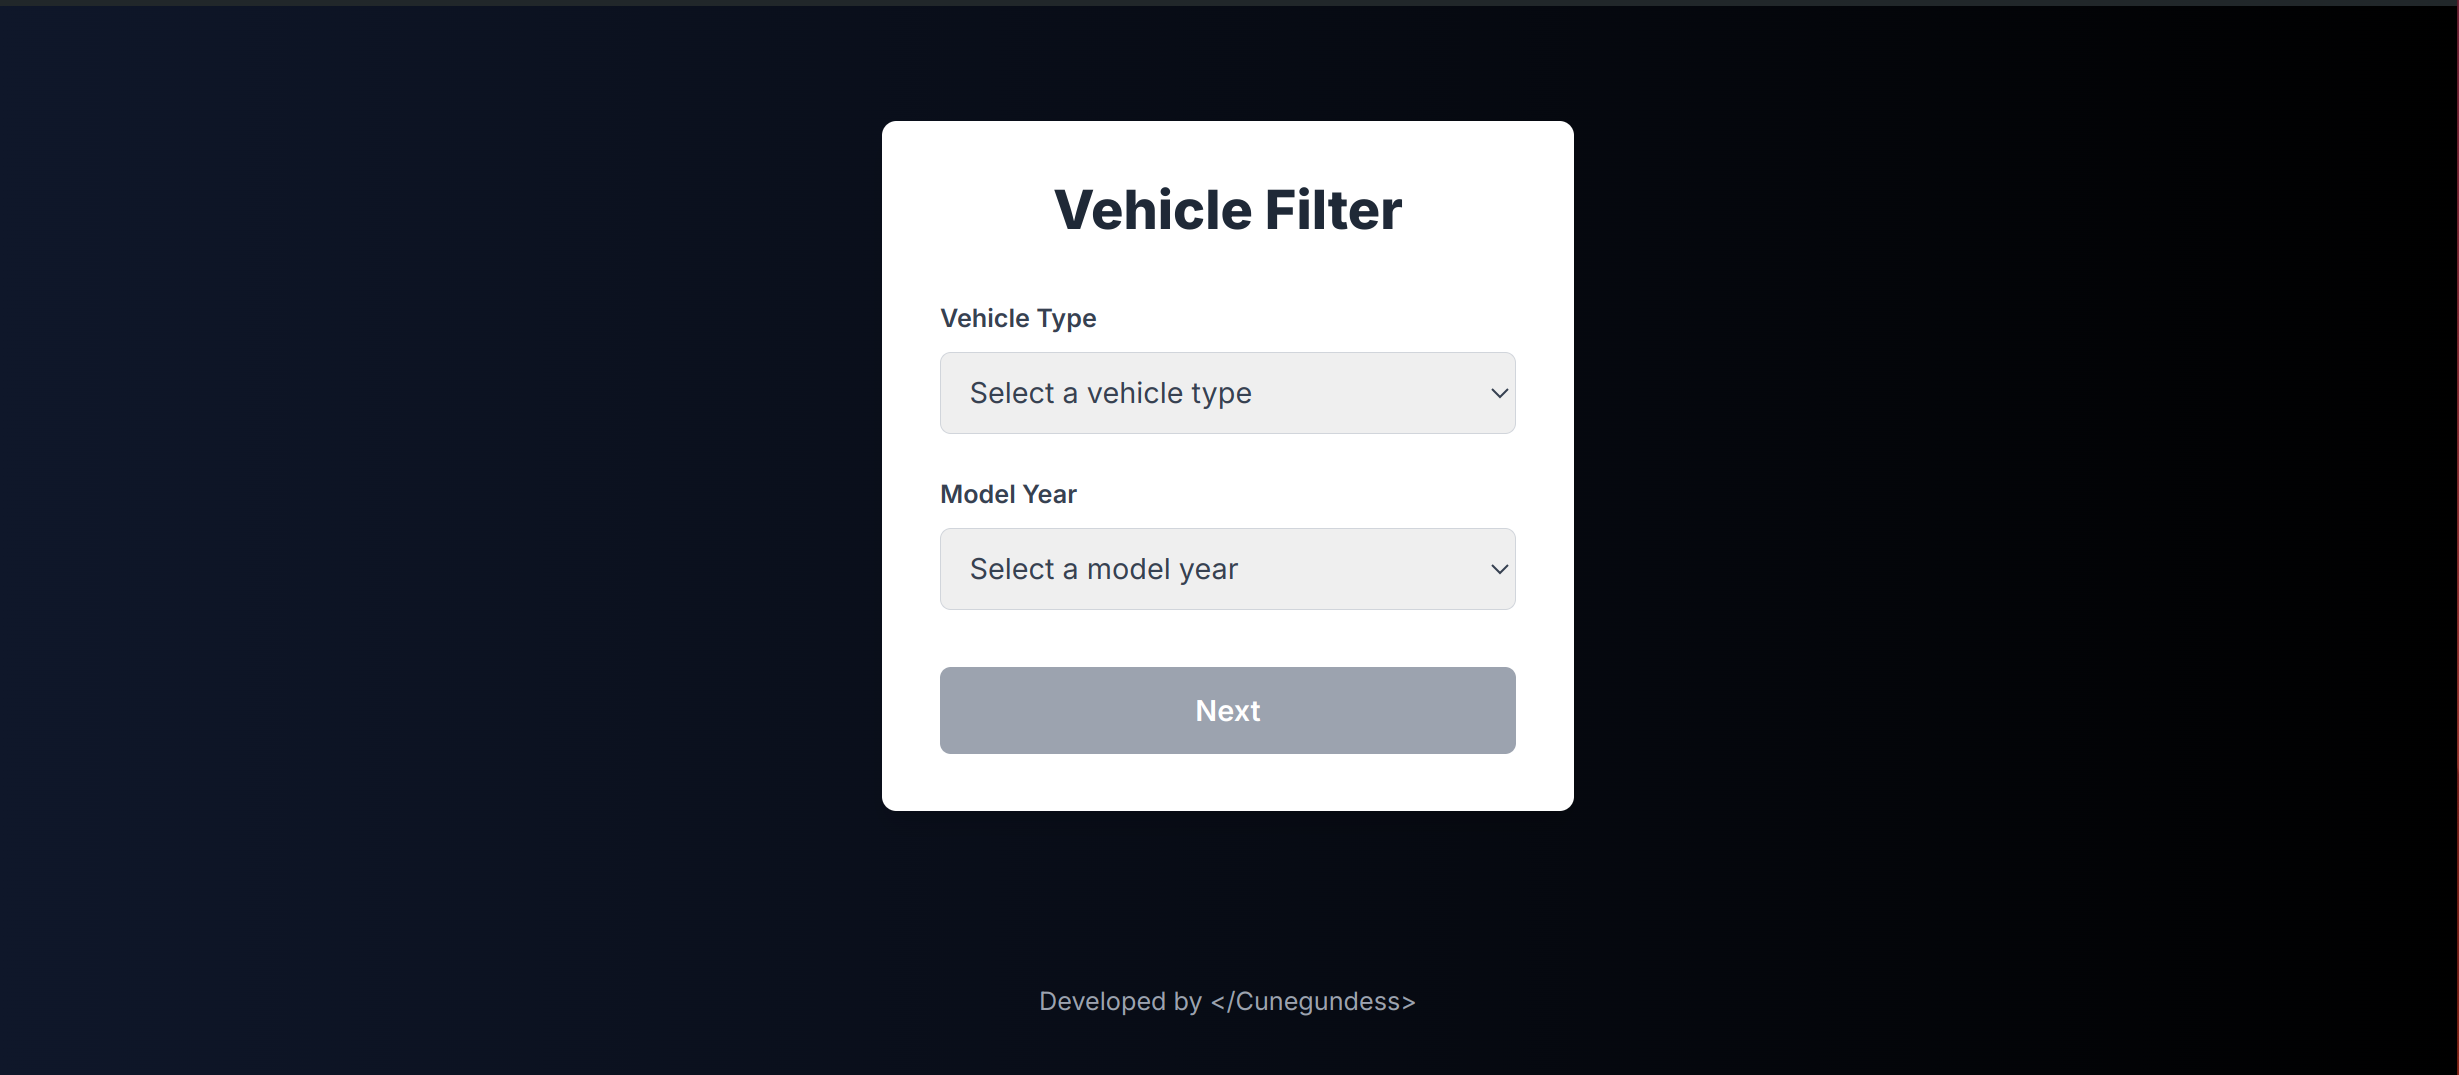 Vehicle Filter
Vehicle Type
Select a vehicle type
Model Year
Select a model year
Next
Developed by </Cunegundess>